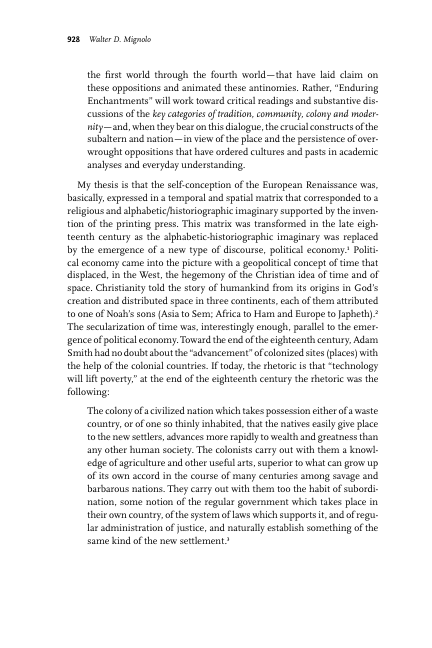 928 Walter D. Mignolo
the first world through the fourth world—that have laid claim on
these oppositions and animated these antinomies. Rather, “Enduring
Enchantments” will work toward critical readings and substantive dis-
cussions of the key categories of tradition, community, colony and moder-
nity—and, when they bear on this dialogue, the crucial constructs of the
subaltern and nation—in view of the place and the persistence of over-
wrought oppositions that have ordered cultures and pasts in academic
analyses and everyday understanding.
My thesis is that the self-conception of the European Renaissance was,
basically, expressed in a temporal and spatial matrix that corresponded to a
religious and alphabetic/historiographic imaginary supported by the inven-
tion of the printing press. This matrix was transformed in the late eigh-
teenth century as the alphabetic-historiographic imaginary was replaced
by the emergence of a new type of discourse, political economy.¹ Politi-
cal economy came into the picture with a geopolitical concept of time that
displaced, in the West, the hegemony of the Christian idea of time and of
space. Christianity told the story of humankind from its origins in God’s
creation and distributed space in three continents, each of them attributed
to one of Noah’s sons (Asia to Sem; Africa to Ham and Europe to Japheth).²
The secularization of time was, interestingly enough, parallel to the emer-
gence of political economy. Toward the end of the eighteenth century, Adam
Smith had no doubt about the “advancement” of colonized sites (places) with
the help of the colonial countries. If today, the rhetoric is that “technology
will lift poverty,” at the end of the eighteenth century the rhetoric was the
following:
The colony of a civilized nation which takes possession either of a waste
country, or of one so thinly inhabited, that the natives easily give place
to the new settlers, advances more rapidly to wealth and greatness than
any other human society. The colonists carry out with them a knowl-
edge of agriculture and other useful arts, superior to what can grow up
of its own accord in the course of many centuries among savage and
barbarous nations. They carry out with them too the habit of subordi-
nation, some notion of the regular government which takes place in
their own country, of the system of laws which supports it, and of regu-
lar administration of justice, and naturally establish something of the
same kind of the new settlement.³